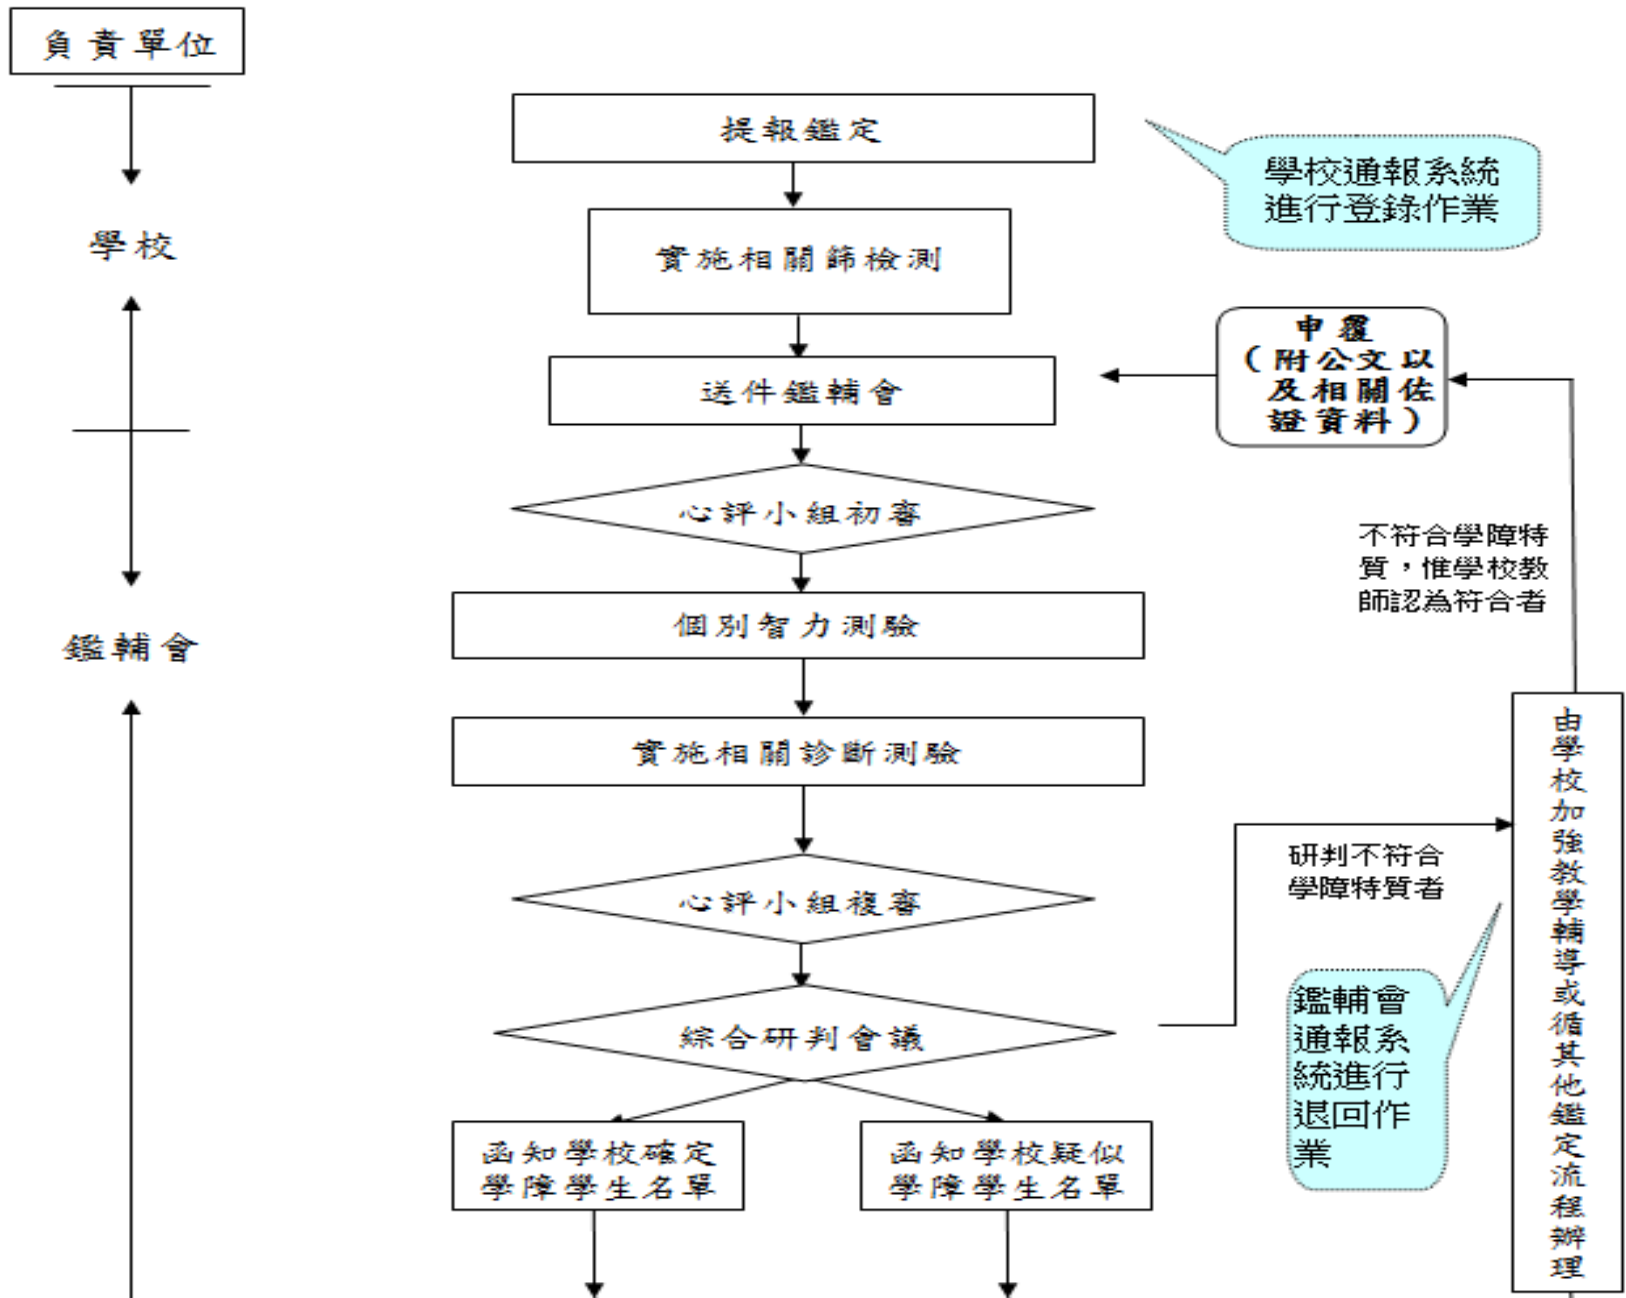 負責單位
提報鑑定
學校通報系統
進行登錄作業
學校
實施相關篩檢測
申覆
（附公文以
及相關佐
證資料）
送件鑑輔會
心評小組初審
不符合學障特
質，惟學校教
師認為符合者
個別智力測驗
鑑輔會
實施相關診斷測驗
由學校加強教學輔導或循其他鑑定流程辦理
研判不符合
學障特質者
心評小組複審
鑑輔會
通報系
統進行
退回作
業
綜合研判會議
函知學校確定
學障學生名單
函知學校疑似
學障學生名單